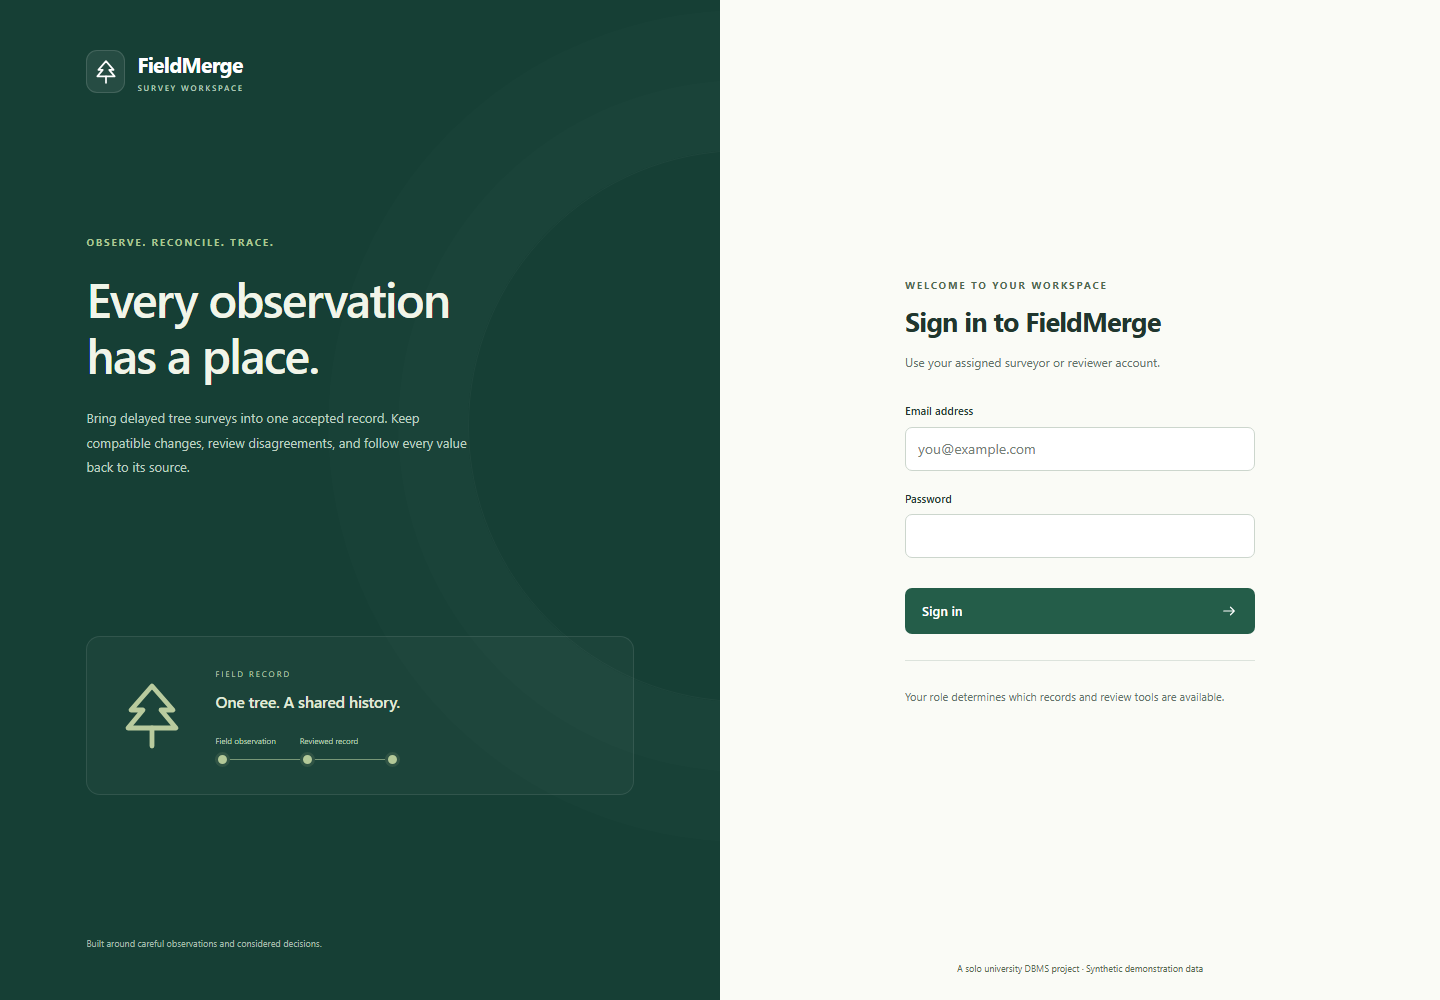 FieldMerge
SURVEY WORKSPACE
OBSERVE. RECONCILE. TRACE.
Every observation
has a place.
Bring delayed tree surveys into one accepted record. Keep
compatible changes, review disagreements, and follow every value
back to its source.
FIELD RECORD
One tree. A shared history.
Field observation
Reviewed record
Built around careful observations and considered decisions.
WELCOME TO YOUR WORKSPACE
Sign in to FieldMerge
Use your assigned surveyor or reviewer account.
Email address
you@example.com
Password
Sign in
Your role determines which records and review tools are available.
A solo university DBMS project · Synthetic demonstration data